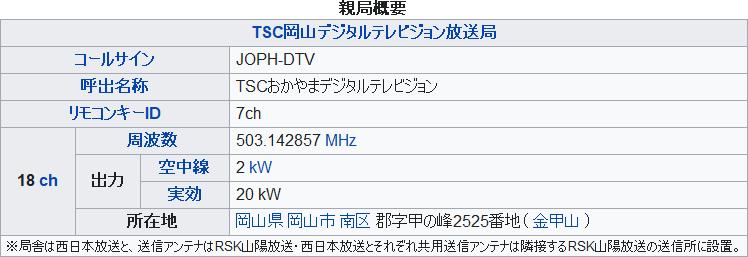 親局概要
TSC岡山デジタルテレビジョン放送局
コールサイン JOPH-DTV
呼出名称 TSCおかやまデジタルテレビジョン
リモコンキーID 7ch
周波数 503.142857 MHz
18 ch 出力 空中線 2 kW
実効 20 kW
所在地 岡山県 岡山市 南区 郡字甲の峰2525番地 ( 金甲山 )
※局舎は西日本放送と、送信アンテナはRSK山陽放送・西日本放送とそれぞれ共用送信アンテナは隣接するRSK山陽放送の送信所に設置。